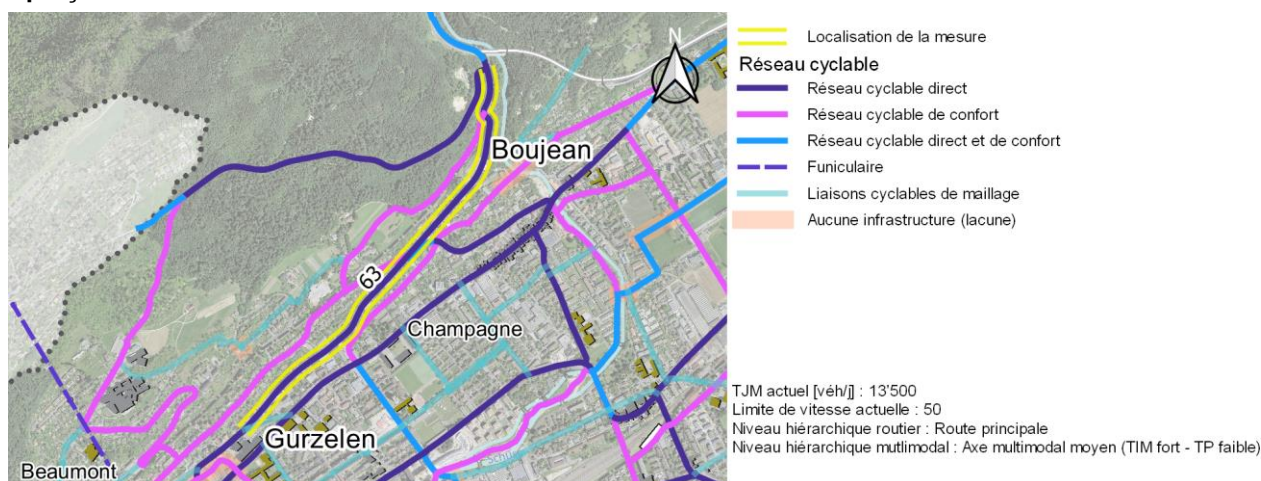 N
Boujean
63
Champagne
Gurzelen
Beaumont
Localisation de la mesure
Réseau cyclable
Réseau cyclable direct
Réseau cyclable de confort
Réseau cyclable direct et de confort
Funiculaire
Liaisons cyclables de maillage
Aucune infrastructure (lacune)
TJM actuel [véh/j] : 13'500
Limite de vitesse actuelle : 50
Niveau hiérarchique routier : Route principale
Niveau hiérarchique mutlimodal : Axe multimodal moyen (TIM fort - TP faible)